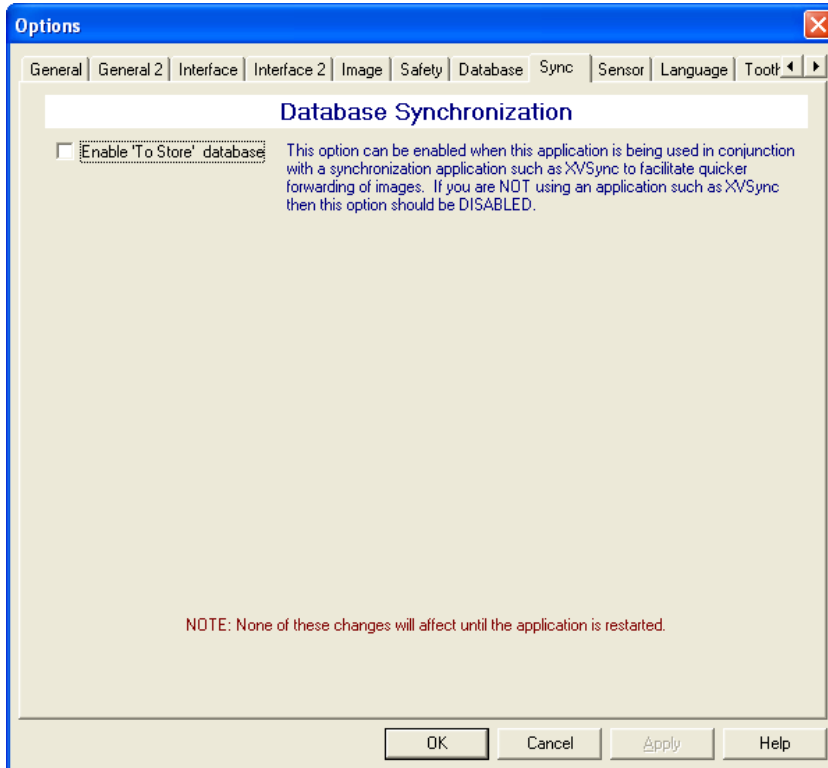 Options
General General 2 Interface Interface 2 Image Safety Database Sync Sensor Language Tooth
Database Synchronization
Enable 'To Store' database
This option can be enabled when this application is being used in conjunction
with a synchronization application such as XVSync to facilitate quicker
forwarding of images. If you are NOT using an application such as XVSync
then this option should be DISABLED.
NOTE: None of these changes will affect until the application is restarted.
OK Cancel Apply Help